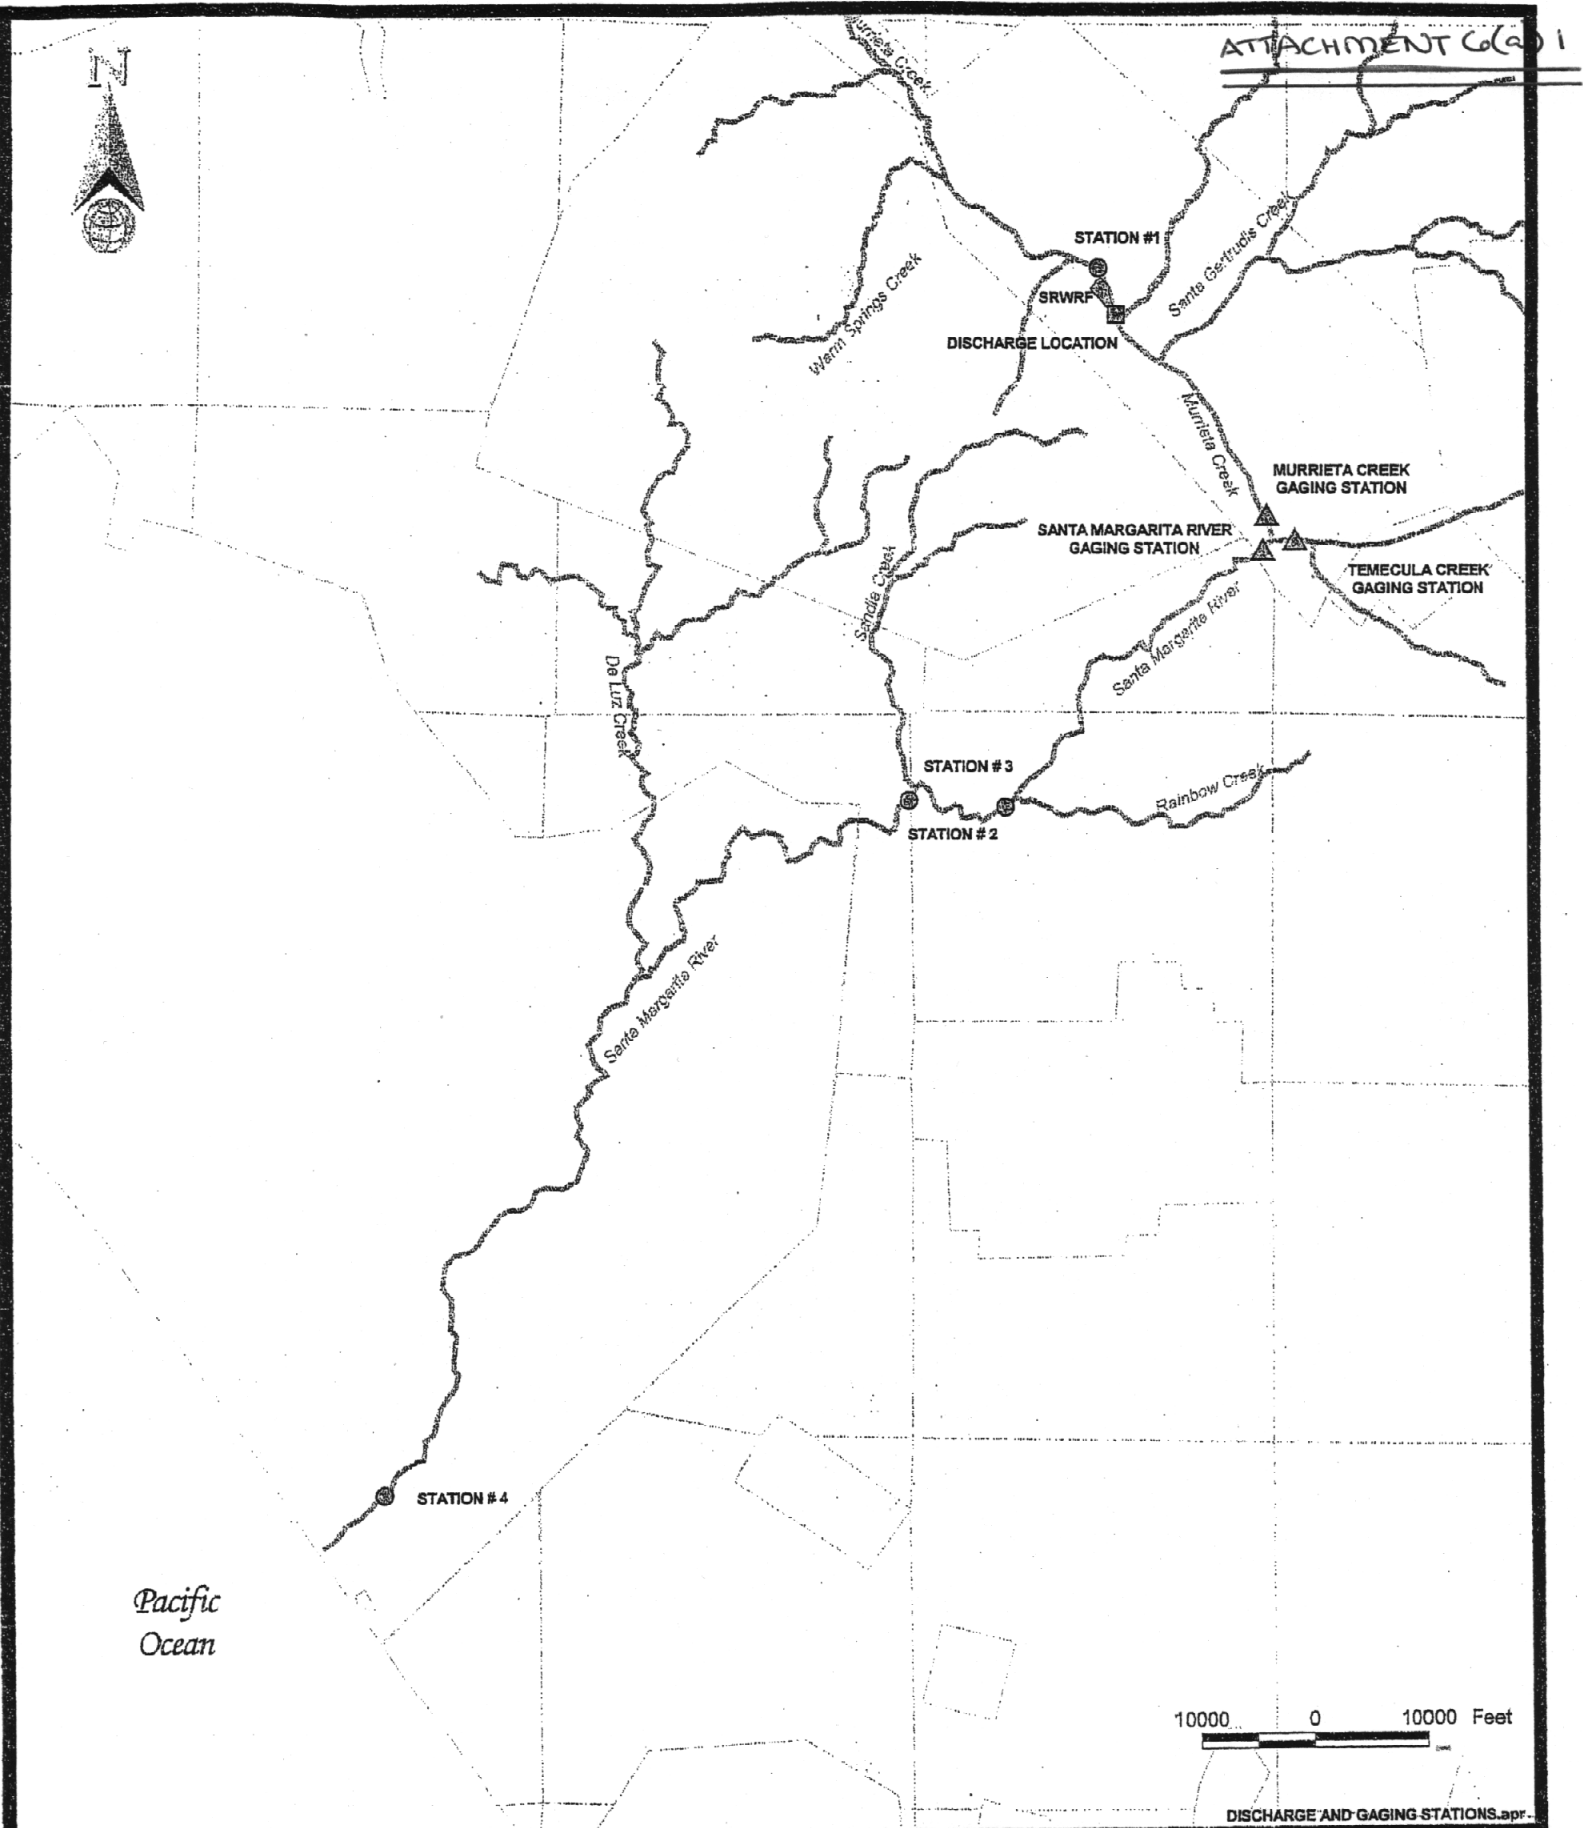 ATTACHMENT 6(a) 1
N
urrieta Creek
STATION #1
Santa Gertrudis Creek
SRWRF
Warm Springs Creek
DISCHARGE LOCATION
Murrieta Creek
MURRIETA CREEK
GAGING STATION
SANTA MARGARITA RIVER
GAGING STATION
TEMECULA CREEK
GAGING STATION
Sandia Creek
Santa Margarita River
De Luz Creek
STATION # 3
Rainbow Creek
STATION # 2
Santa Margarita River
STATION # 4
Pacific
Ocean
10000 0 10000 Feet
DISCHARGE AND GAGING STATIONS.apr